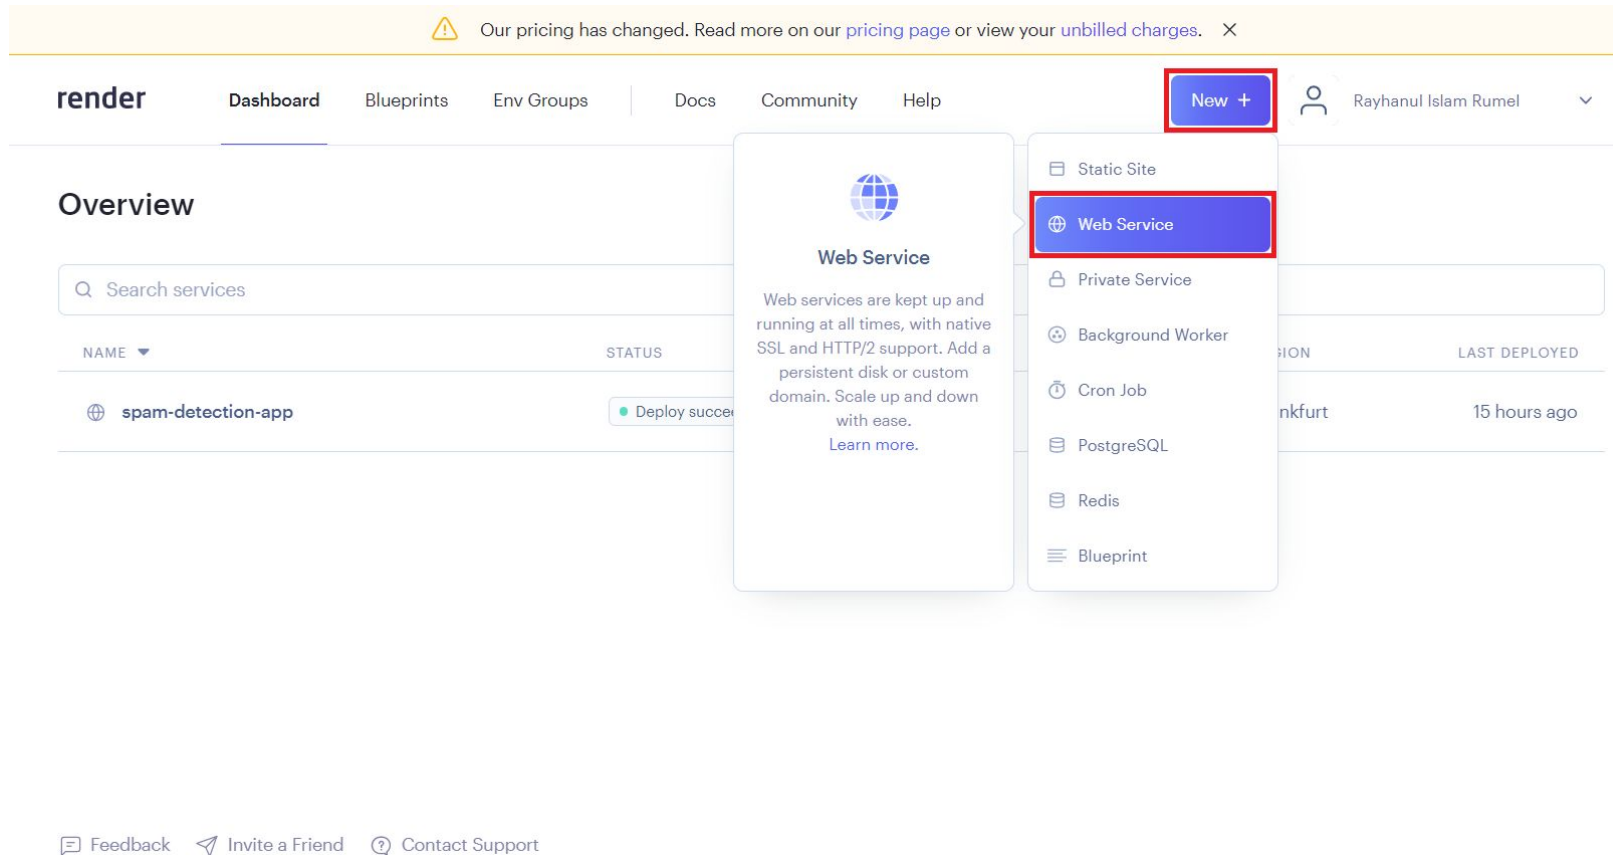 Our pricing has changed. Read more on our pricing page or view your unbilled charges.
render Dashboard Blueprints Env Groups Docs Community Help New + Rayhanul Islam Rumel
Overview
Search services
NAME STATUS LAST DEPLOYED
spam-detection-app Deploy 15 hours ago
Web Service
Web services are kept up and
running at all times, with native
SSL and HTTP/2 support. Add a
persistent disk or custom
domain. Scale up and down
with ease.
Learn more.
Static Site
Web Service
Private Service
Background Worker
Cron Job
PostgreSQL
Redis
Blueprint
Feedback Invite a Friend Contact Support